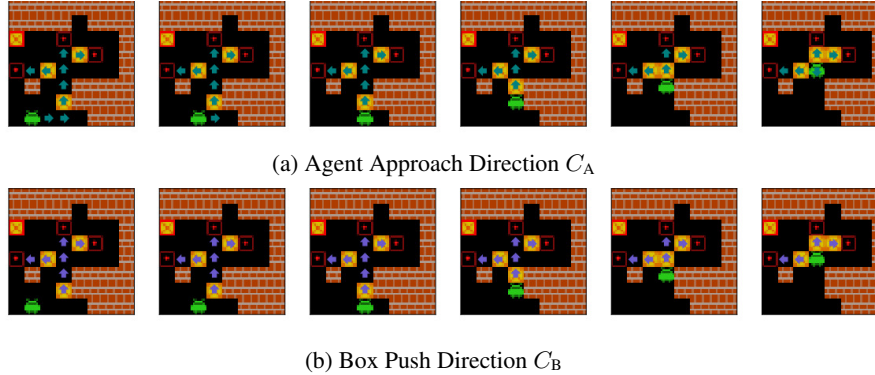 (a) Agent Approach Direction C_A
(b) Box Push Direction C_B